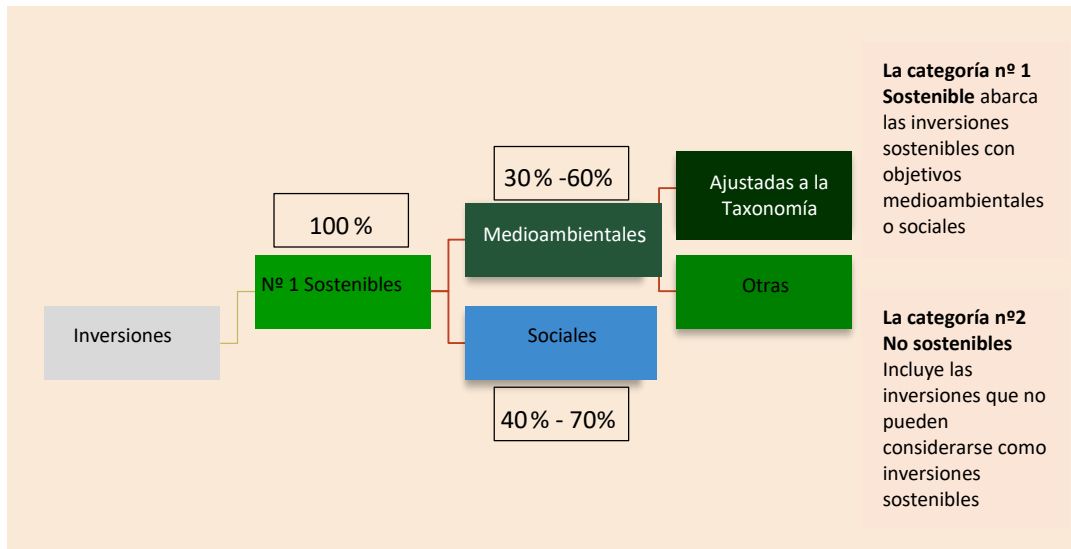 Inversiones
100 %
Nº 1 Sostenibles
30 % -60%
Medioambientales
Sociales
40 % - 70%
Ajustadas a la
Taxonomía
Otras
La categoría nº 1
Sostenible abarca
las inversiones
sostenibles con
objetivos
medioambientales
o sociales
La categoría nº2
No sostenibles
Incluye las
inversiones que no
pueden
considerarse como
inversiones
sostenibles